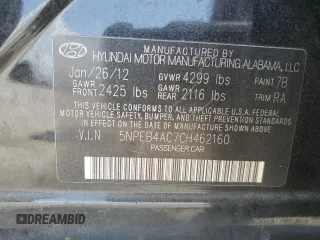 MANUFACTURED BY
HYUNDAI MOTOR MANUFACTURING ALABAMA, LLC
Jan/26/12 GVWR 4299 lbs PAINT 7B
GAWR FRONT 2425 lbs GAWR REAR 2116 lbs TRIM RA
THIS VEHICLE CONFORMS TO ALL APPLICABLE U.S.A. FEDERAL
MOTOR VEHICLE SAFETY, BUMPER, AND THEFT PREVENTION
STANDARDS IN EFFECT ON THE DATE OF MANUFACTURE
SHOWN ABOVE.
V.I.N 5NPEB4AC7CH462160
PASSENGER CAR
DREAMBID